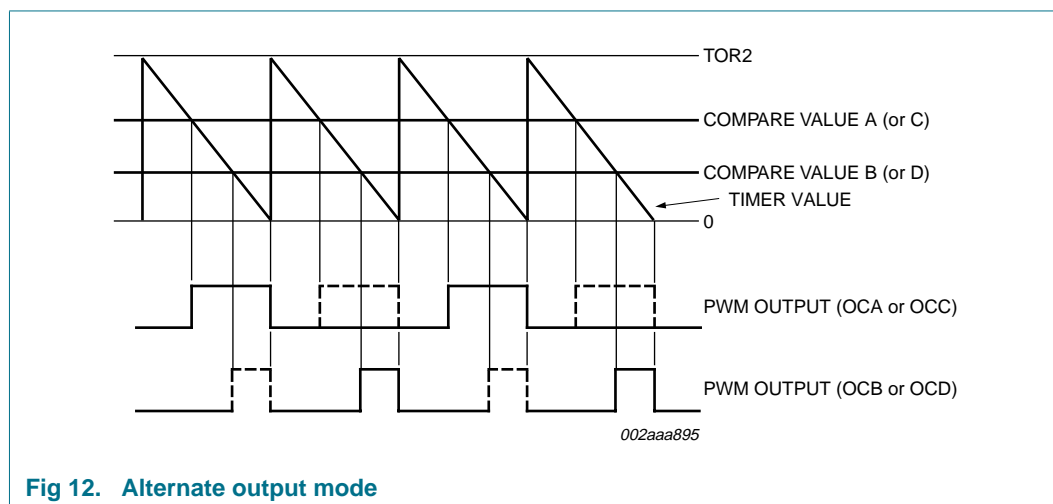 TOR2
COMPARE VALUE A (or C)
COMPARE VALUE B (or D)
TIMER VALUE
0
PWM OUTPUT (OCA or OCC)
PWM OUTPUT (OCB or OCD)
002aaa895
Fig 12. Alternate output mode